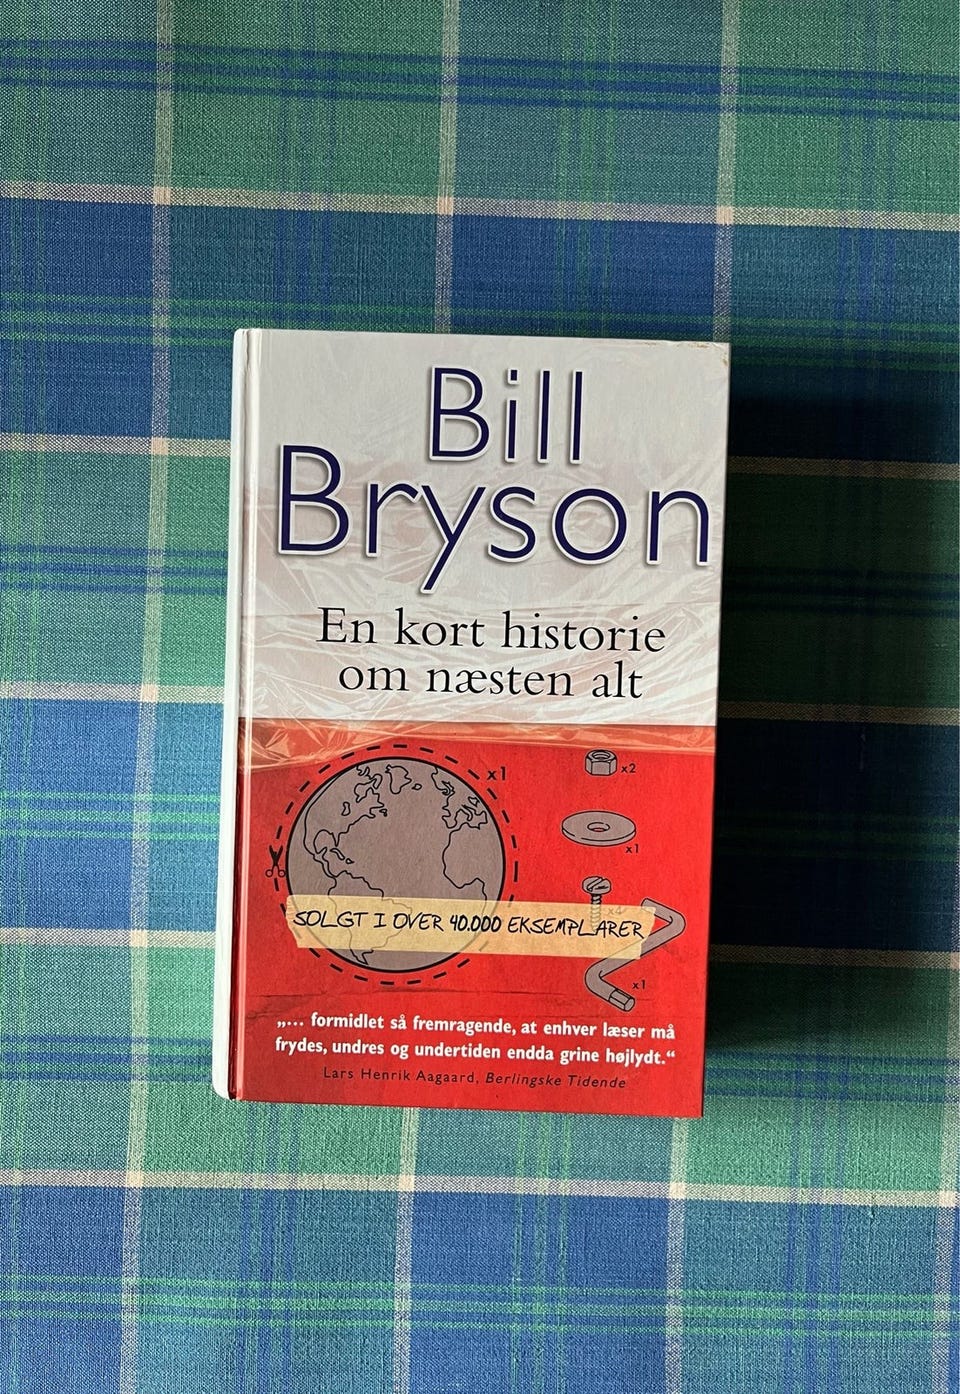 Bill
Bryson
En kort historie
om næsten alt
x1
x2
x1
x4
SOLGT I OVER 40.000 EKSEMPLARER
x1
„... formidlet så fremragende, at enhver læser må
frydes, undres og undertiden endda grine højlydt.“
Lars Henrik Aagaard, Berlingske Tidende